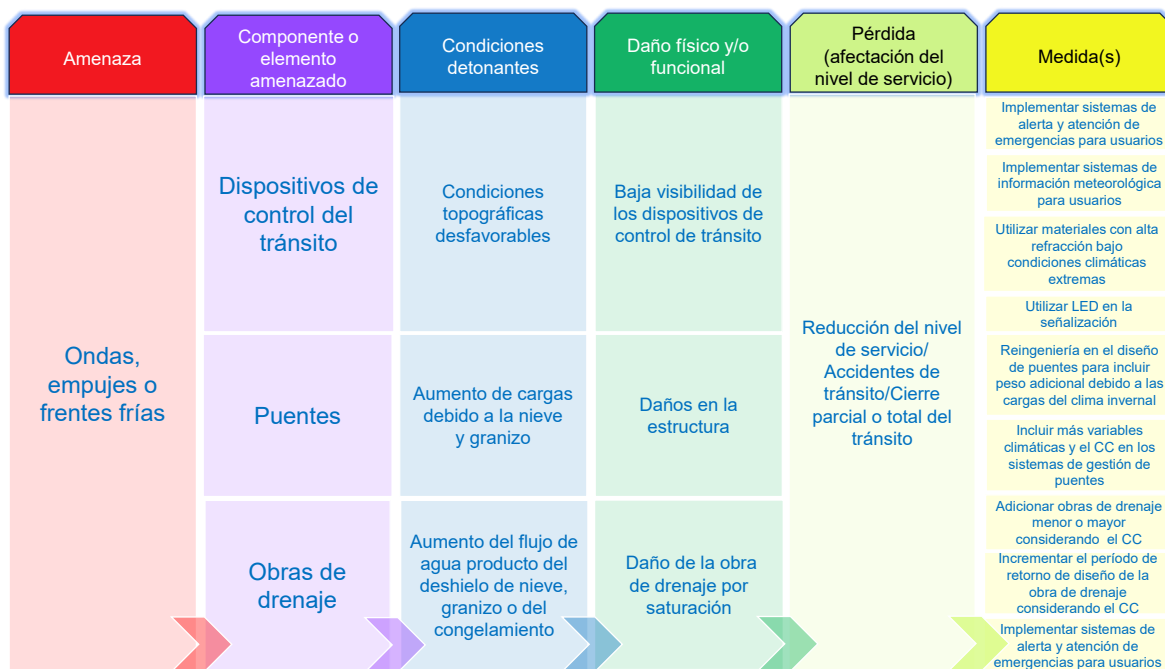 Amenaza
Componente o
elemento
amenazado
Condiciones
detonantes
Daño físico y/o
funcional
Pérdida
(afectación del
nivel de servicio)
Medida(s)
Ondas,
empujes o
frentes frías
Dispositivos de
control del
tránsito
Condiciones
topográficas
desfavorables
Baja visibilidad de
los dispositivos de
control de tránsito
Puentes
Aumento de cargas
debido a la nieve
y granizo
Daños en la
estructura
Obras de
drenaje
Aumento del flujo de
agua producto del
deshielo de nieve,
granizo o del
congelamiento
Daño de la obra
de drenaje por
saturación
Reducción del nivel
de servicio/
Accidentes de
tránsito/Cierre
parcial o total del
tránsito
Implementar sistemas de
alerta y atención de
emergencias para usuarios
Implementar sistemas de
información meteorológica
para usuarios
Utilizar materiales con alta
refracción bajo
condiciones climáticas
extremas
Utilizar LED en la
señalización
Reingeniería en el diseño
de puentes para incluir
peso adicional debido a las
cargas del clima invernal
Incluir más variables
climáticas y el CC en los
sistemas de gestión de
puentes
Adicionar obras de drenaje
menor o mayor
considerando el CC
Incrementar el período de
retorno de diseño de la
obra de drenaje
considerando el CC
Implementar sistemas de
alerta y atención de
emergencias para usuarios